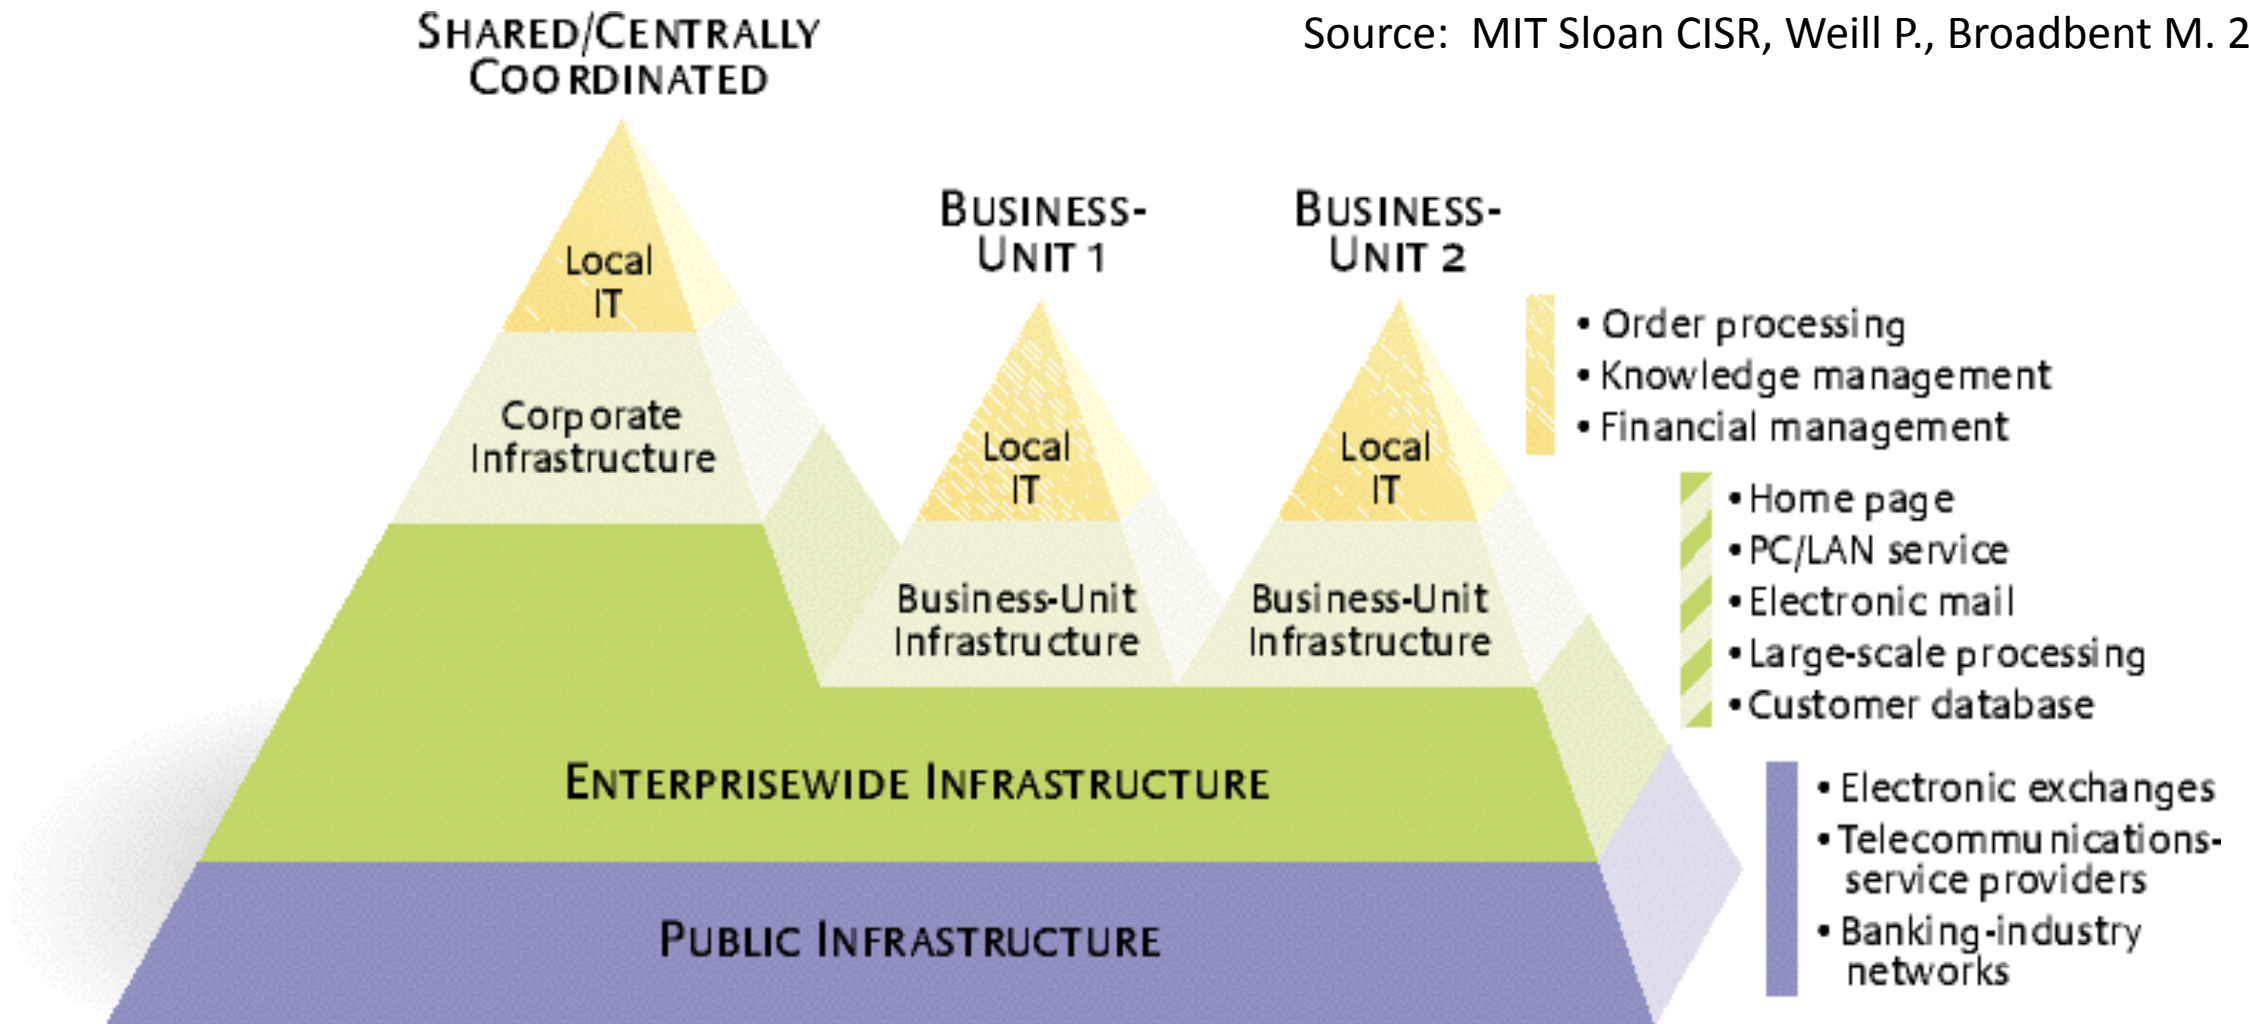 SHARED/CENTRALLY
COORDINATED
Source: MIT Sloan CISR, Weill P., Broadbent M. 2
BUSINESS-
UNIT 1
BUSINESS-
UNIT 2
Local
IT
Corporate
Infrastructure
Local
IT
Business-Unit
Infrastructure
Local
IT
Business-Unit
Infrastructure
ENTERPRISEWIDE INFRASTRUCTURE
PUBLIC INFRASTRUCTURE
• Order processing
• Knowledge management
• Financial management
• Home page
• PC/LAN service
• Electronic mail
• Large-scale processing
• Customer database
• Electronic exchanges
• Telecommunications-
service providers
• Banking-industry
networks